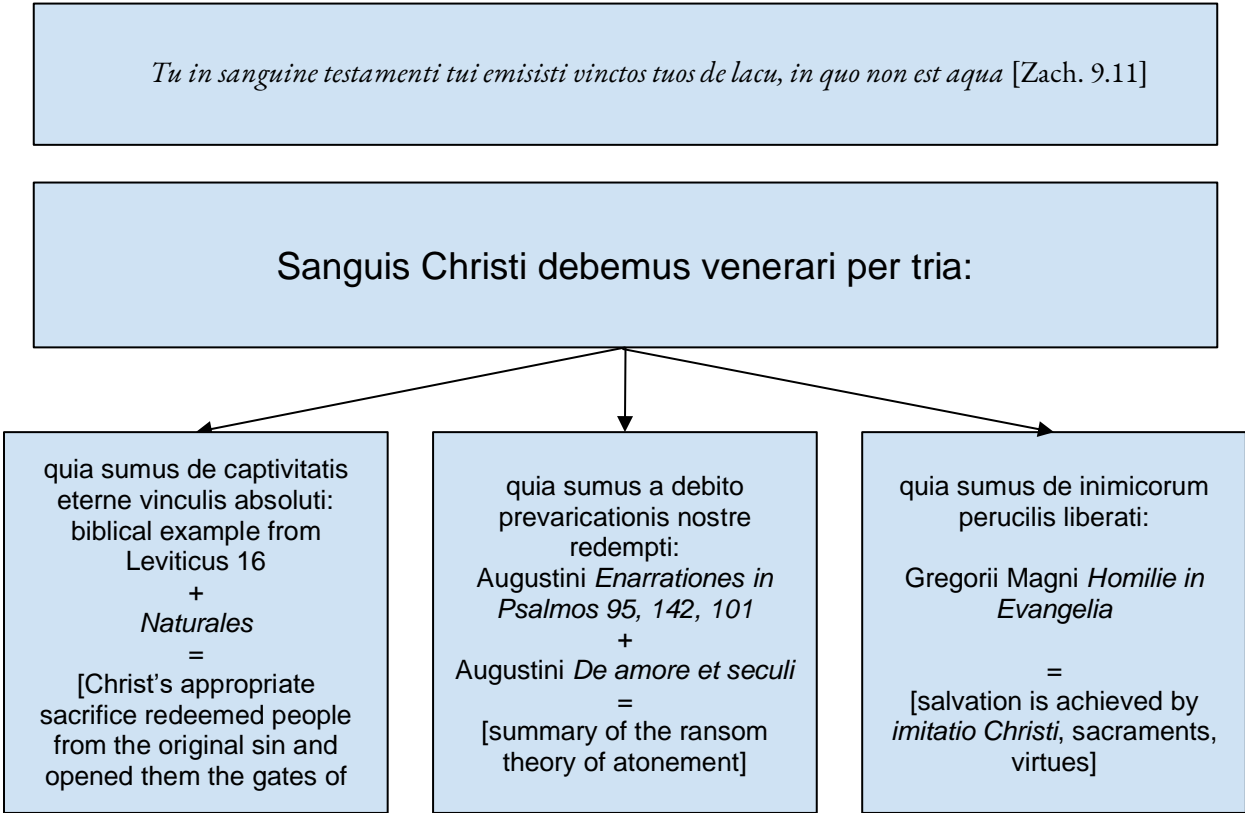 Tu in sanguine testamenti tui emisisti vinctos tuos de lacu, in quo non est aqua [Zach. 9.11]
Sanguis Christi debemus venerari per tria:
quia sumus de captivitatis
eterne vinculis absoluti:
biblical example from
Leviticus 16
+
Naturales
=
[Christ’s appropriate
sacrifice redeemed people
from the original sin and
opened them the gates of
quia sumus a debito
prevaricationis nostre
redempti:
Augustini Enarrationes in
Psalmos 95, 142, 101
+
Augustini De amore et seculi
=
[summary of the ransom
theory of atonement]
quia sumus de inimicorum
perucilis liberati:
Gregorii Magni Homilie in
Evangelia
=
[salvation is achieved by
imitatio Christi, sacraments,
virtues]